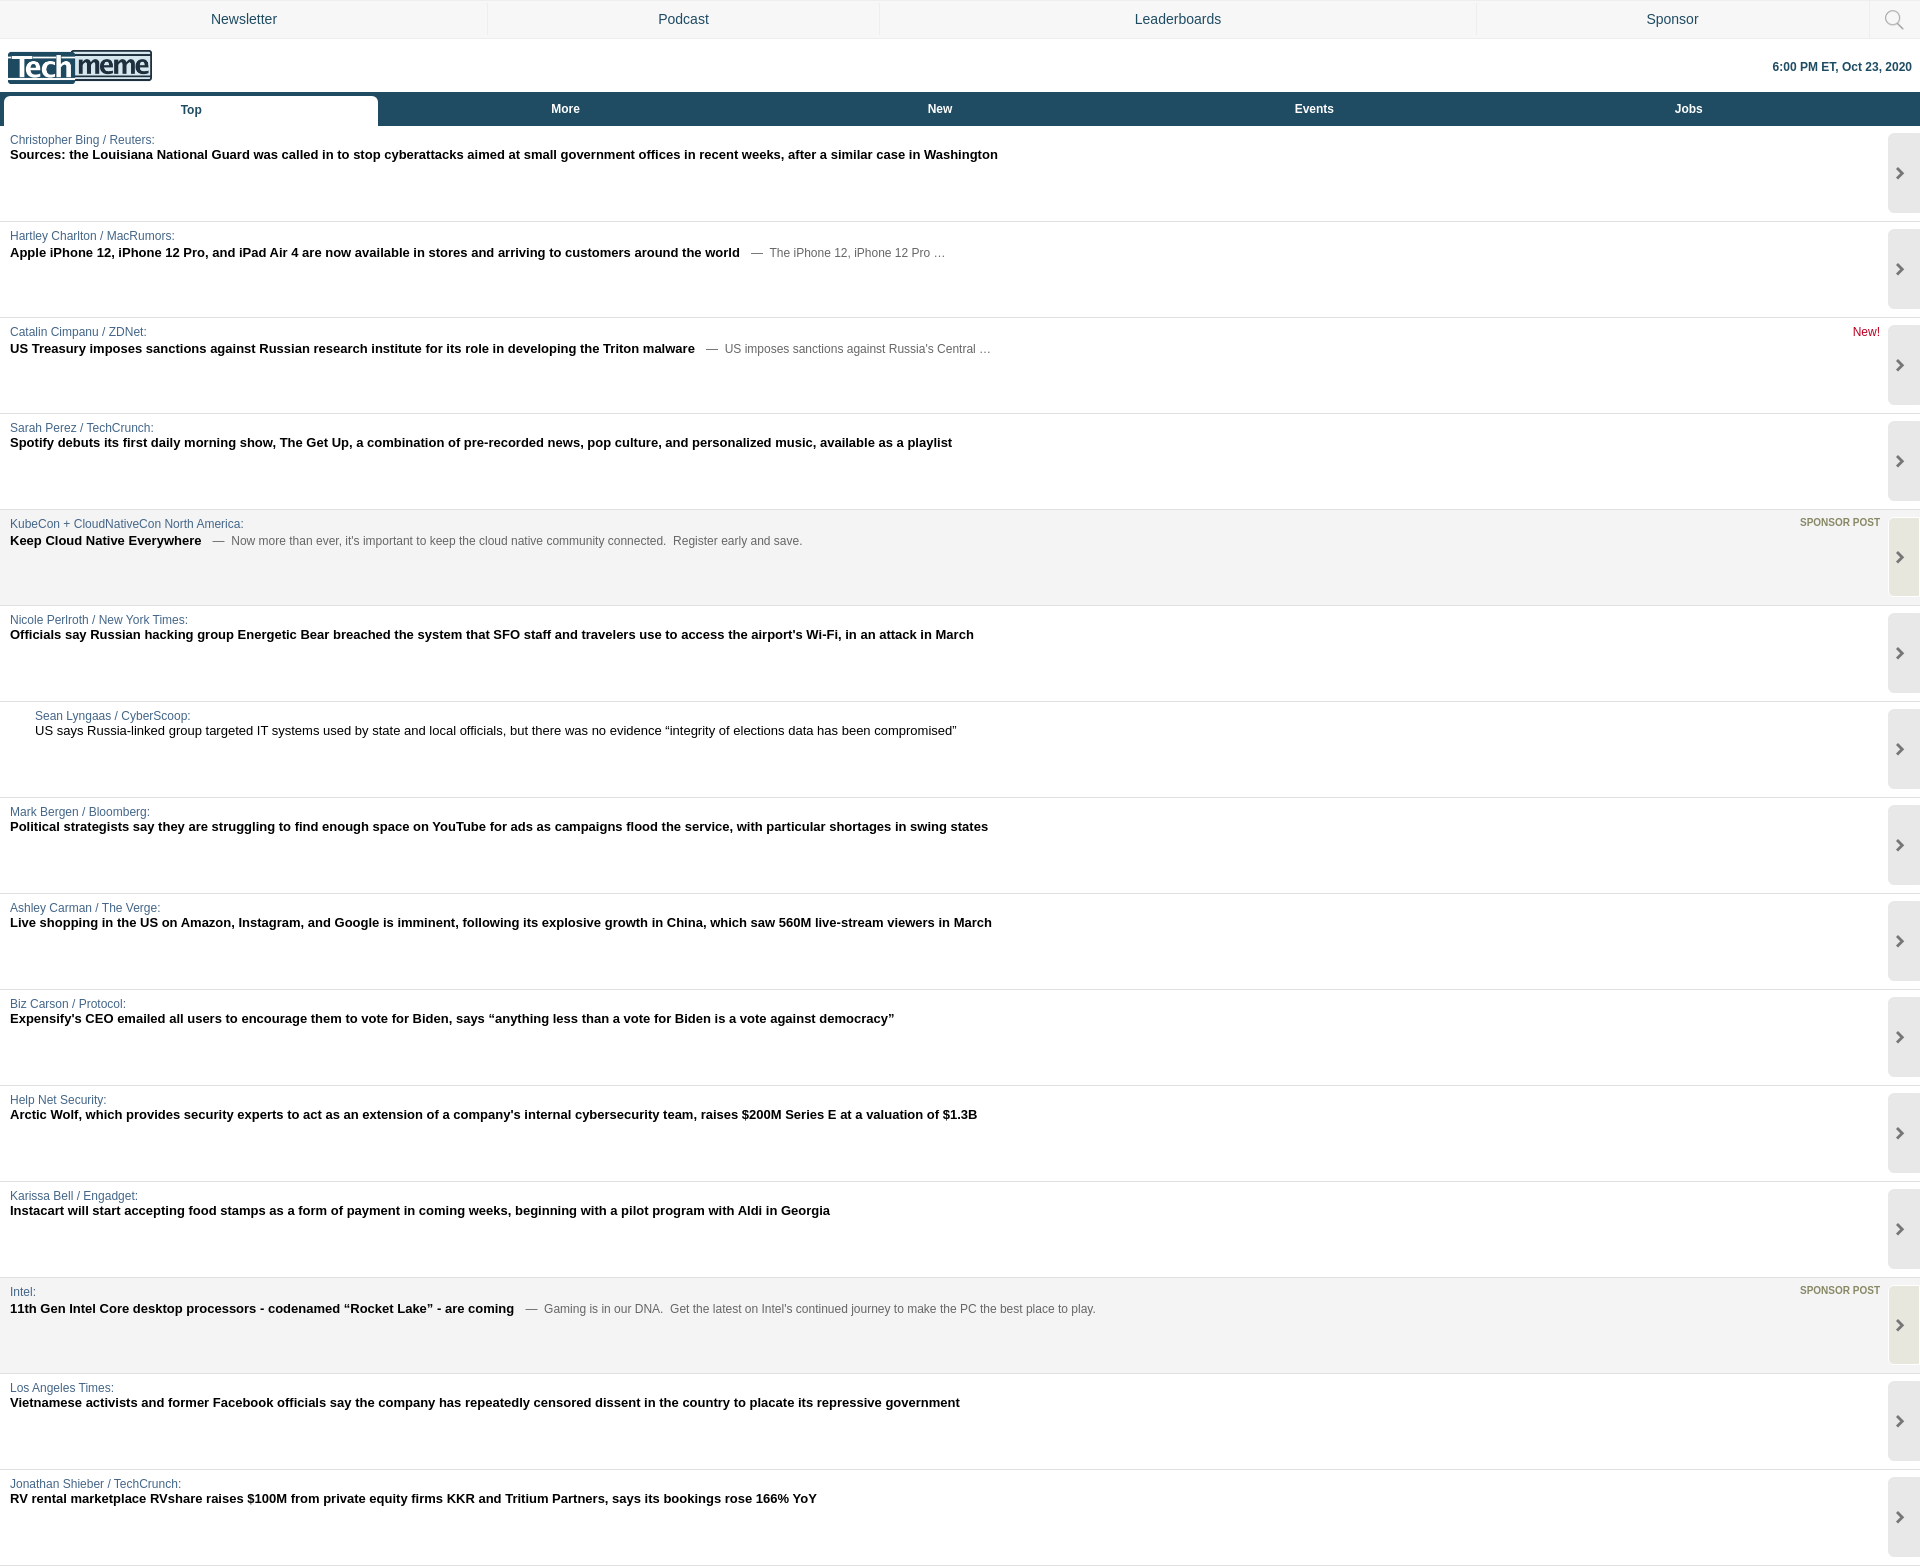 Newsletter
Podcast
Leaderboards
Sponsor
Techmeme
6:00 PM ET, Oct 23, 2020
Top
More
New
Events
Jobs
Christopher Bing / Reuters:
Sources: the Louisiana National Guard was called in to stop cyberattacks aimed at small government offices in recent weeks, after a similar case in Washington
Hartley Charlton / MacRumors:
Apple iPhone 12, iPhone 12 Pro, and iPad Air 4 are now available in stores and arriving to customers around the world — The iPhone 12, iPhone 12 Pro …
Catalin Cimpanu / ZDNet:
New!
US Treasury imposes sanctions against Russian research institute for its role in developing the Triton malware — US imposes sanctions against Russia's Central …
Sarah Perez / TechCrunch:
Spotify debuts its first daily morning show, The Get Up, a combination of pre-recorded news, pop culture, and personalized music, available as a playlist
KubeCon + CloudNativeCon North America:
SPONSOR POST
Keep Cloud Native Everywhere — Now more than ever, it's important to keep the cloud native community connected. Register early and save.
Nicole Perlroth / New York Times:
Officials say Russian hacking group Energetic Bear breached the system that SFO staff and travelers use to access the airport's Wi-Fi, in an attack in March
Sean Lyngaas / CyberScoop:
US says Russia-linked group targeted IT systems used by state and local officials, but there was no evidence “integrity of elections data has been compromised”
Mark Bergen / Bloomberg:
Political strategists say they are struggling to find enough space on YouTube for ads as campaigns flood the service, with particular shortages in swing states
Ashley Carman / The Verge:
Live shopping in the US on Amazon, Instagram, and Google is imminent, following its explosive growth in China, which saw 560M live-stream viewers in March
Biz Carson / Protocol:
Expensify's CEO emailed all users to encourage them to vote for Biden, says “anything less than a vote for Biden is a vote against democracy”
Help Net Security:
Arctic Wolf, which provides security experts to act as an extension of a company's internal cybersecurity team, raises $200M Series E at a valuation of $1.3B
Karissa Bell / Engadget:
Instacart will start accepting food stamps as a form of payment in coming weeks, beginning with a pilot program with Aldi in Georgia
Intel:
SPONSOR POST
11th Gen Intel Core desktop processors - codenamed “Rocket Lake” - are coming — Gaming is in our DNA. Get the latest on Intel's continued journey to make the PC the best place to play.
Los Angeles Times:
Vietnamese activists and former Facebook officials say the company has repeatedly censored dissent in the country to placate its repressive government
Jonathan Shieber / TechCrunch:
RV rental marketplace RVshare raises $100M from private equity firms KKR and Tritium Partners, says its bookings rose 166% YoY